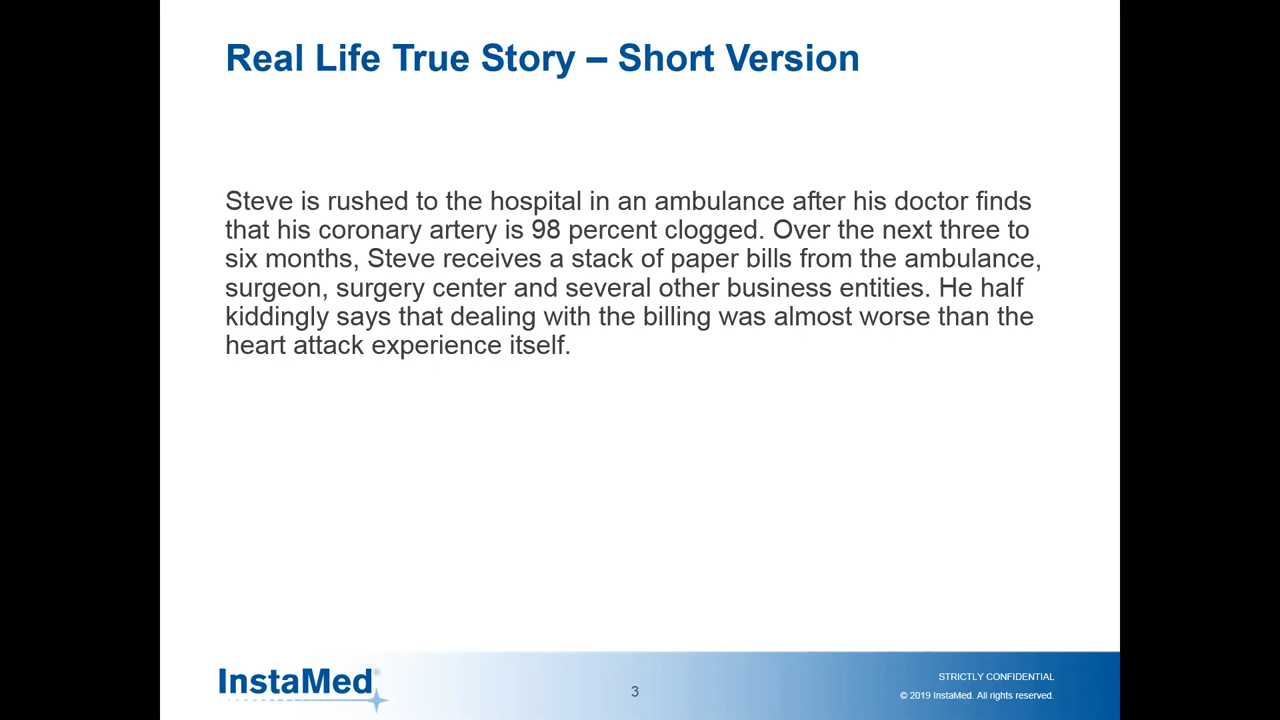 Real Life True Story – Short Version
Steve is rushed to the hospital in an ambulance after his doctor finds
that his coronary artery is 98 percent clogged. Over the next three to
six months, Steve receives a stack of paper bills from the ambulance,
surgeon, surgery center and several other business entities. He half
kiddingly says that dealing with the billing was almost worse than the
heart attack experience itself.
InstaMed®
3
STRICTLY CONFIDENTIAL
© 2019 InstaMed. All rights reserved.